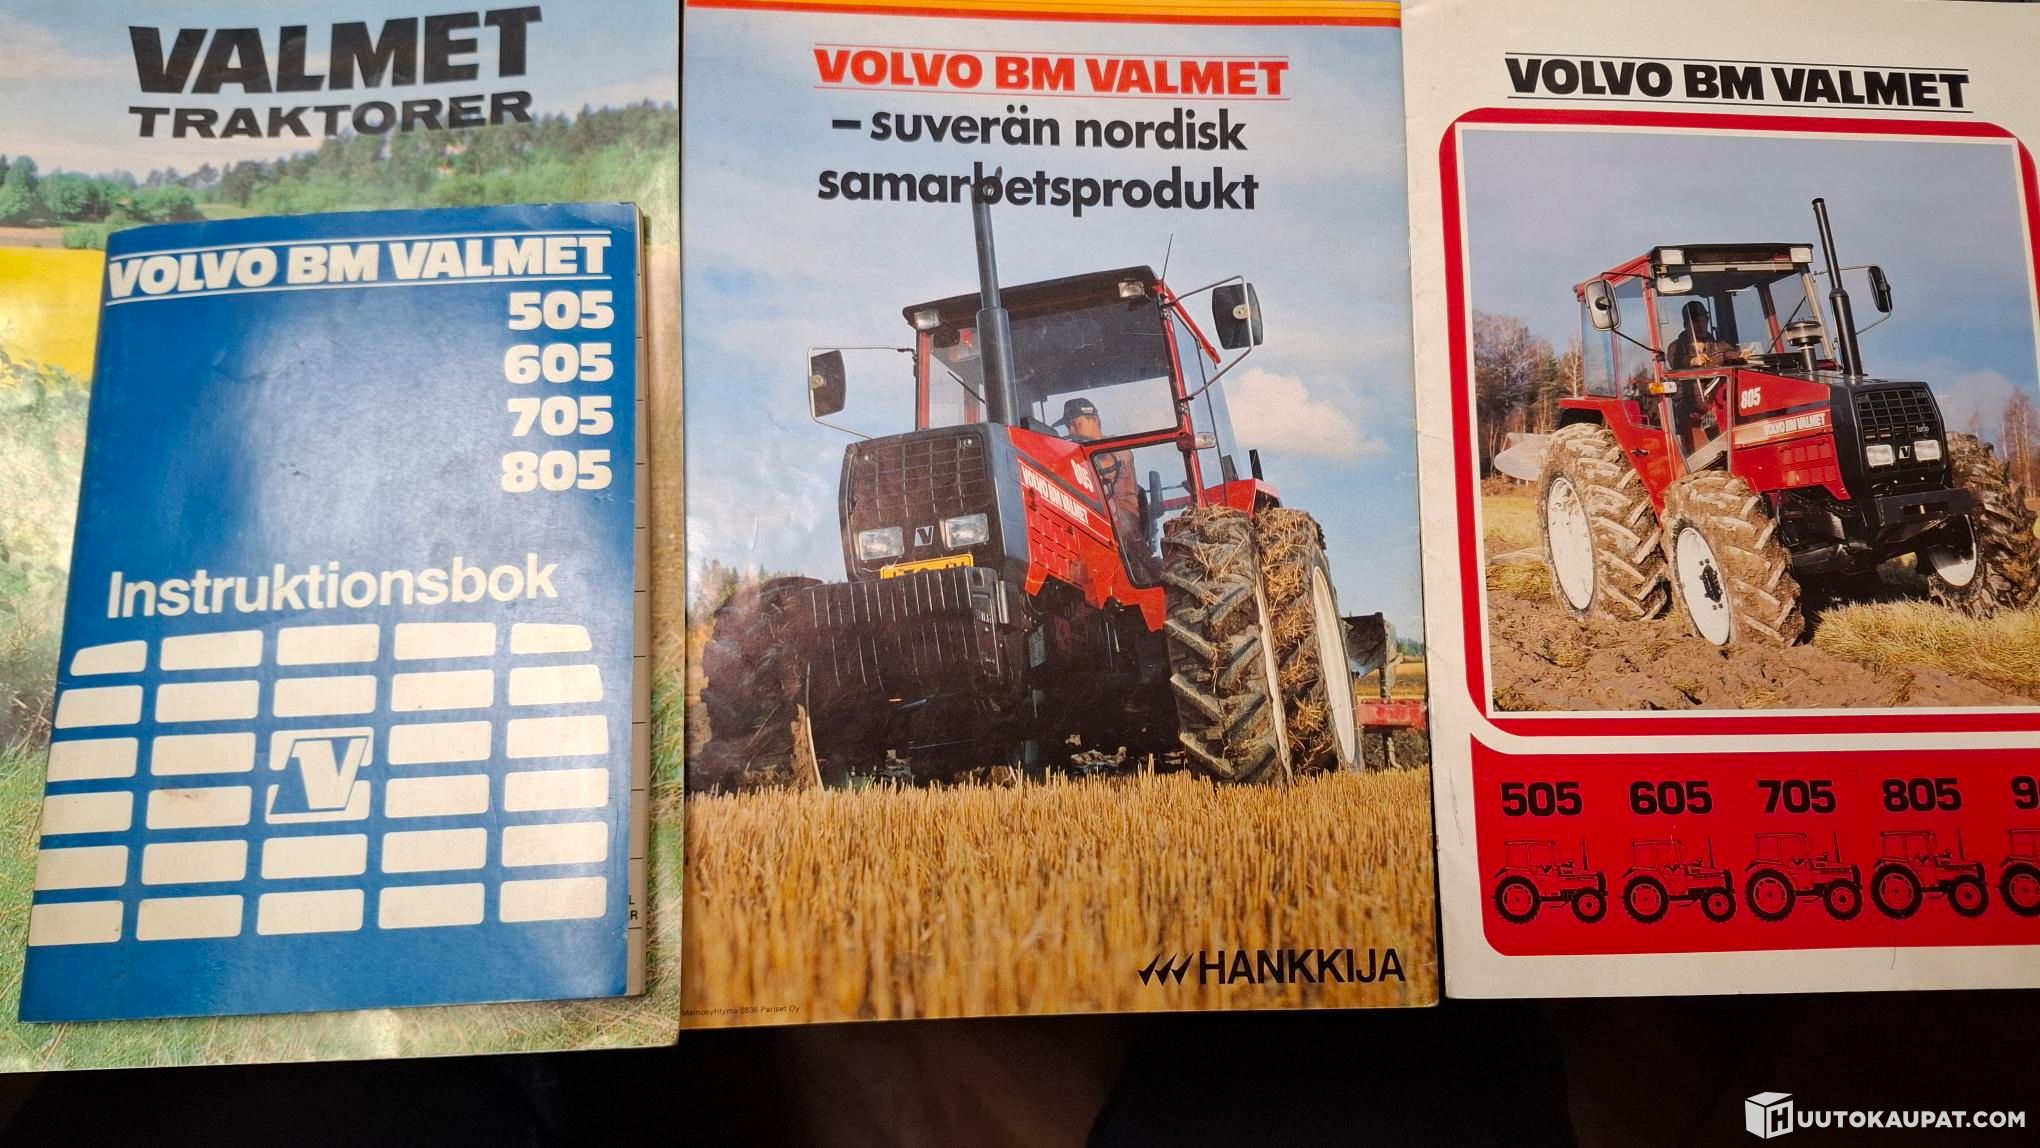 VALMET
TRAKTORER
VOLVO BM VALMET
505
605
705
805
Instruktionsbok
V
L
R
VOLVO BM VALMET
– suverän nordisk
samarbetsprodukt
805
VOLVO BM VALMET
V
HANKKIJA
Mainosyhtymä 2836 Pariset Oy
VOLVO BM VALMET
805
VOLVO BM VALMET
turbo
V
505 605 705 805 9
HUUTOKAUPAT.COM